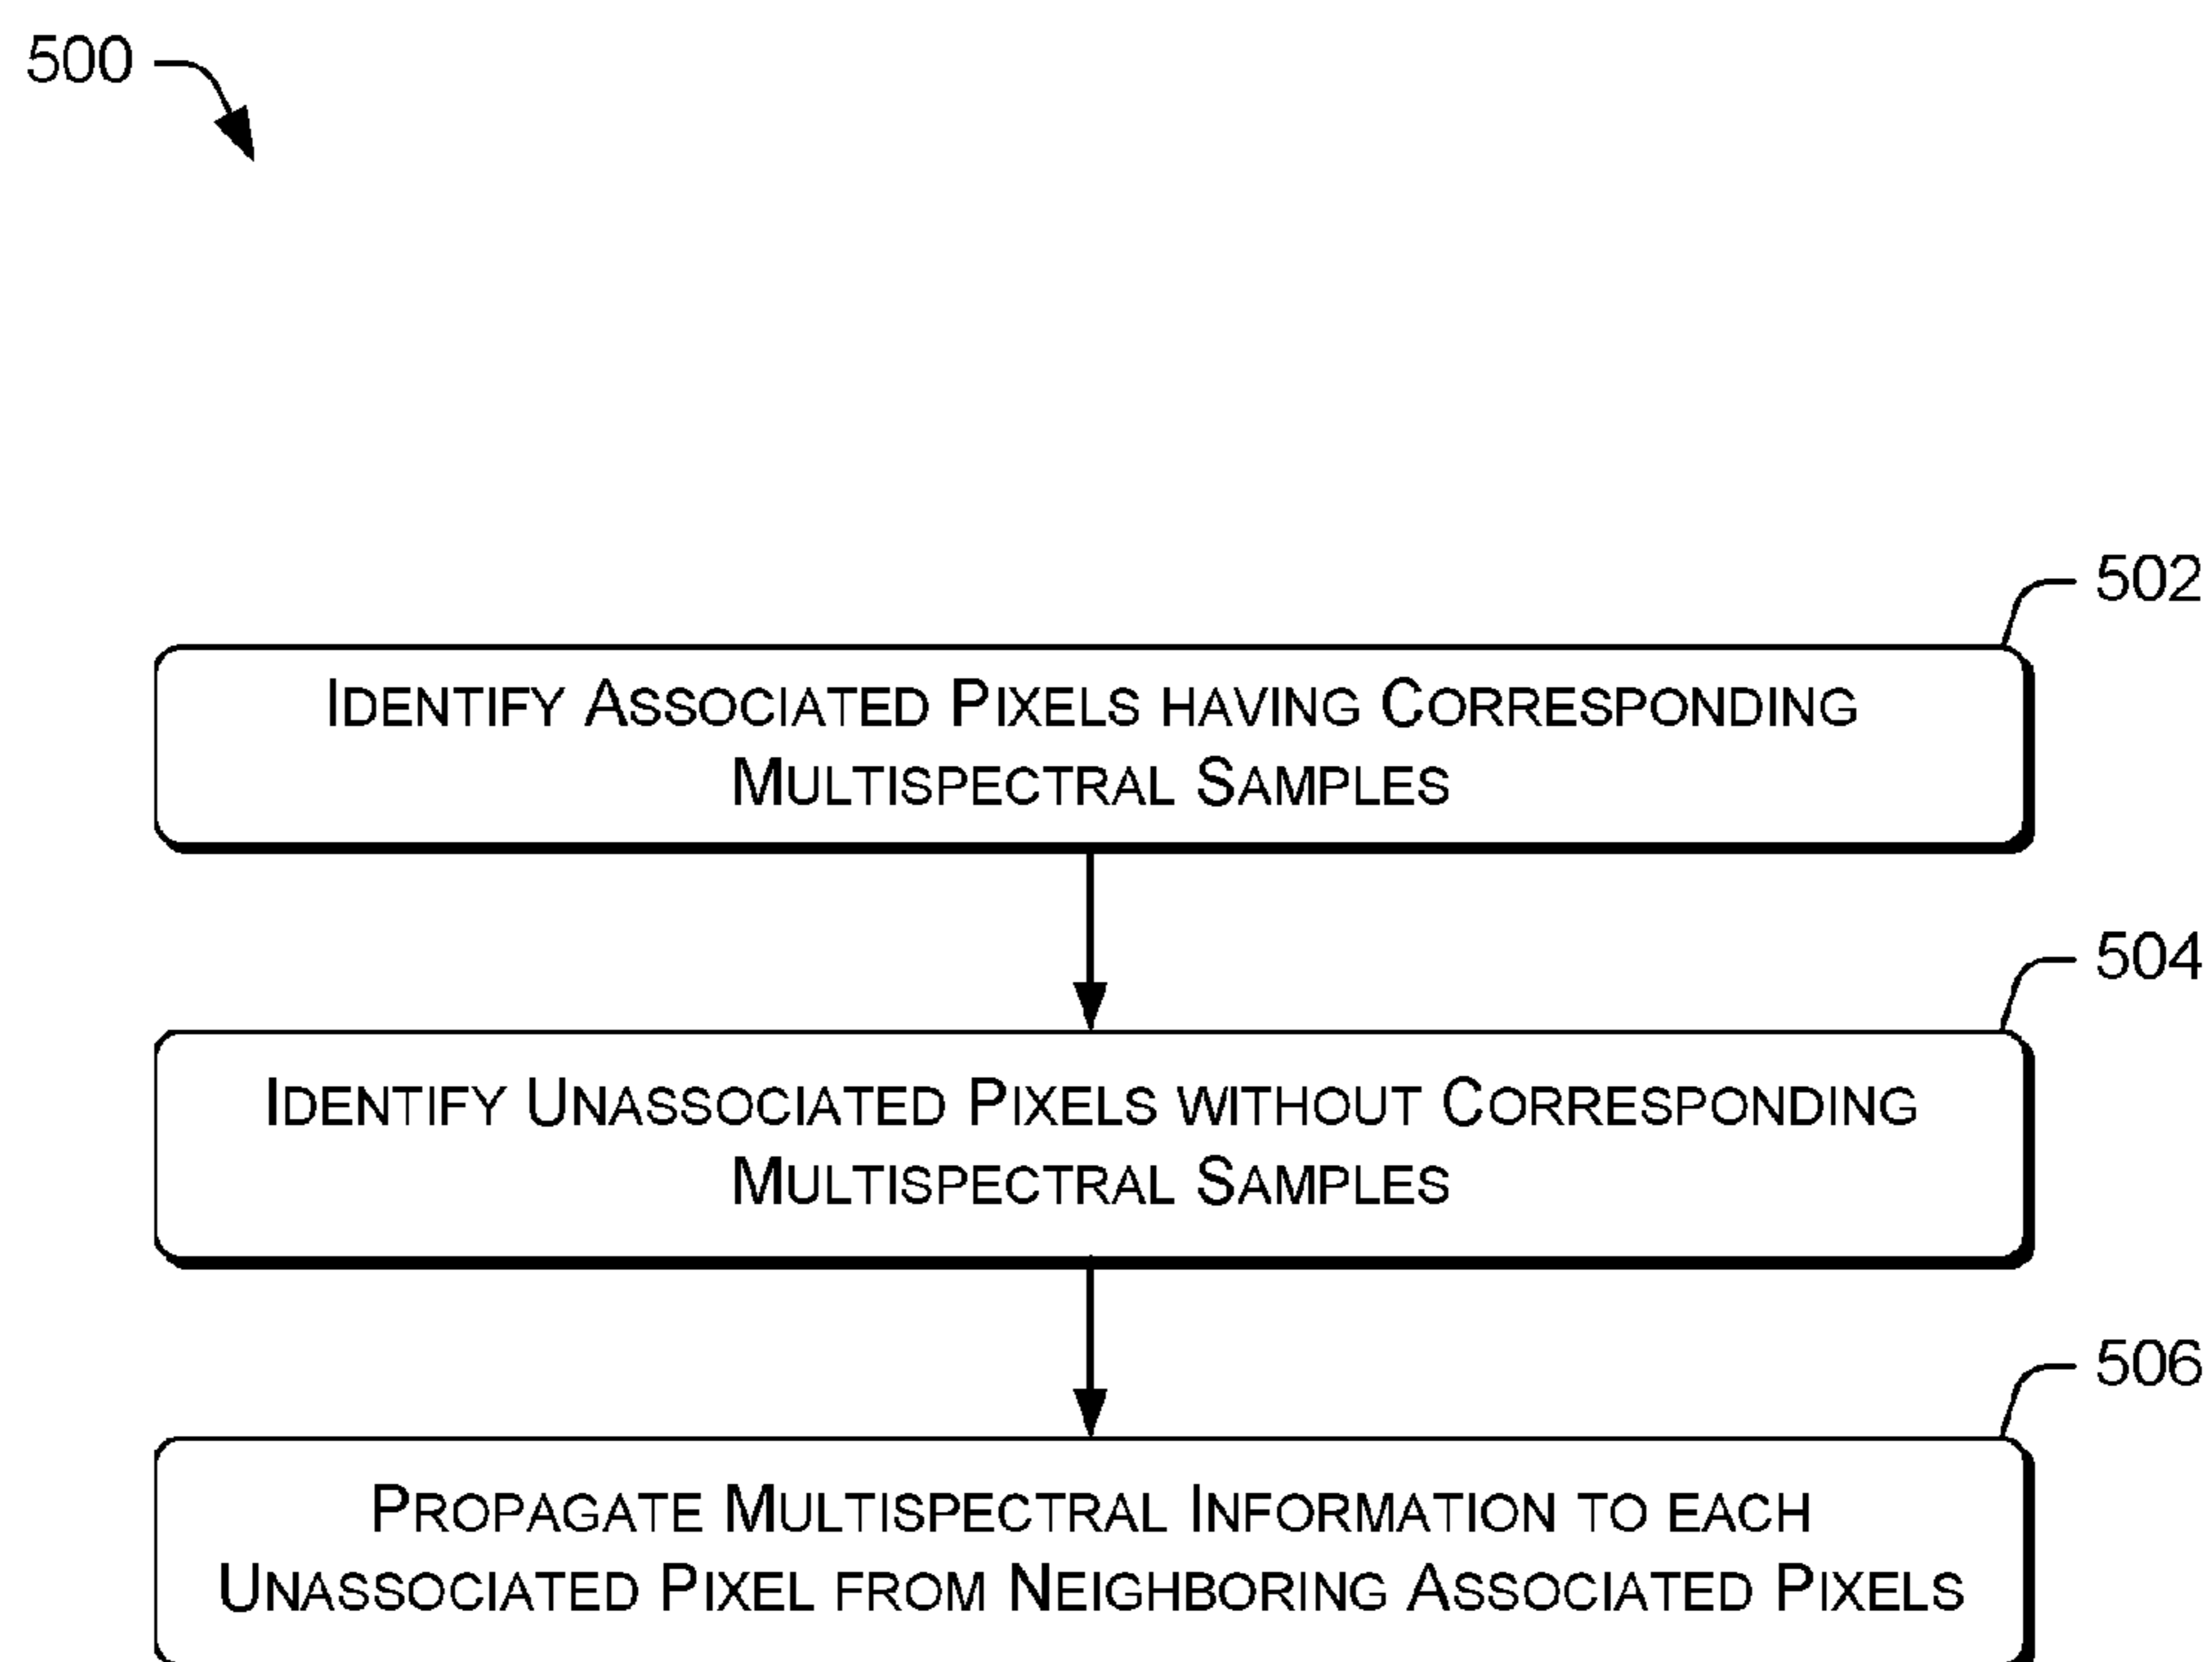 500
502
Identify Associated Pixels having Corresponding
Multispectral Samples
504
Identify Unassociated Pixels without Corresponding
Multispectral Samples
506
Propagate Multispectral Information to each
Unassociated Pixel from Neighboring Associated Pixels